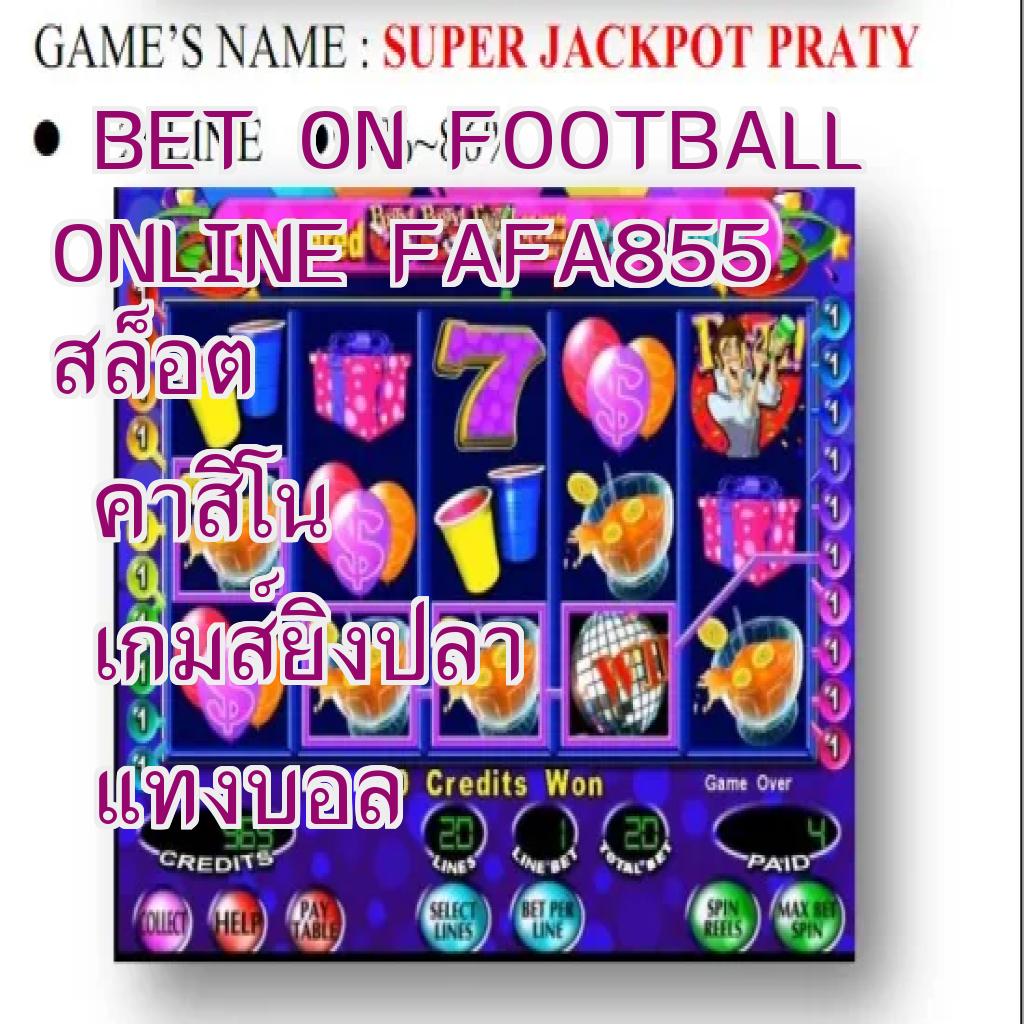 GAME'S NAME : SUPER JACKPOT PRATY
BET ON FOOTBALL
ONLINE FAFA855
สล็อต
คาสิโน
เกมส์ยิงปลา
แทงบอล
Credits Won
Game Over
365 20 1 20 4
CREDITS LINES LINE BET TOTAL BET PAID
COLLECT HELP PAY TABLE SELECT LINES BET PER LINE SPIN REELS MAX BET SPIN